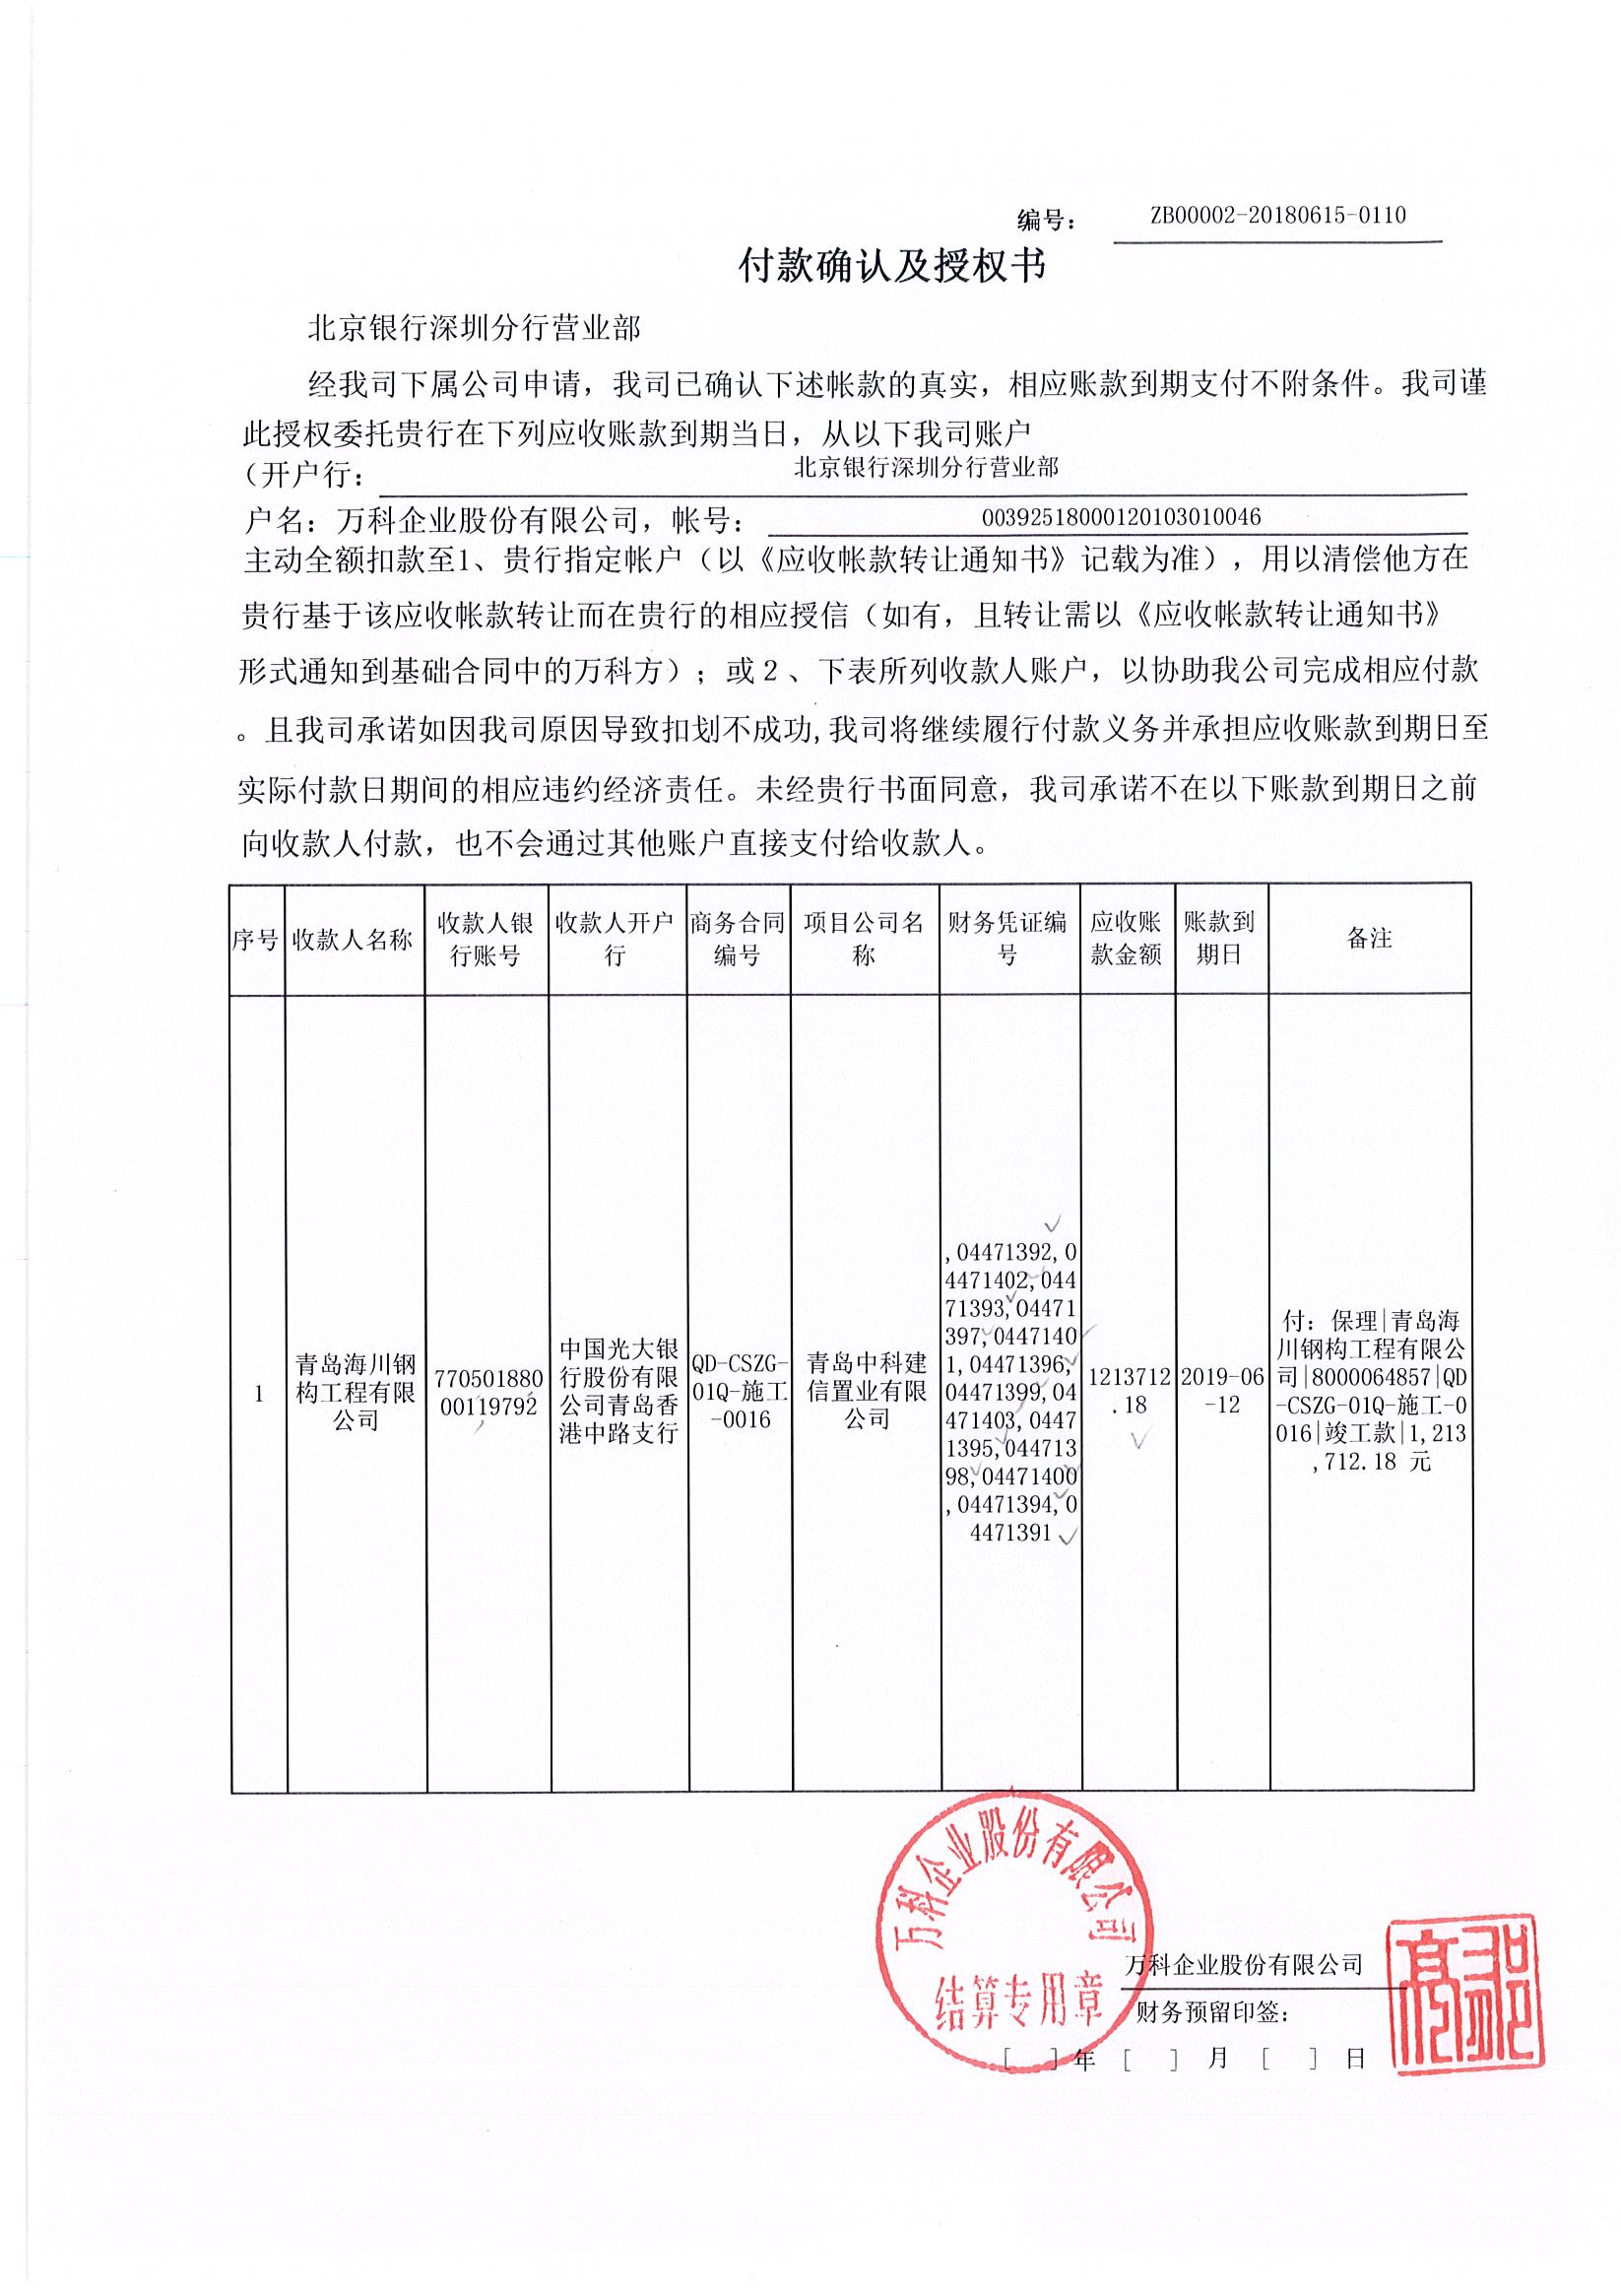 编号：
ZB00002-20180615-0110
付款确认及授权书
北京银行深圳分行营业部
经我司下属公司申请，我司已确认下述帐款的真实，相应账款到期支付不附条件。我司谨
此授权委托贵行在下列应收账款到期当日，从以下我司账户
（开户行：
北京银行深圳分行营业部
户名：万科企业股份有限公司，帐号：
00392518000120103010046
主动全额扣款至1、贵行指定帐户（以《应收帐款转让通知书》记载为准），用以清偿他方在
贵行基于该应收帐款转让而在贵行的相应授信（如有，且转让需以《应收帐款转让通知书》
形式通知到基础合同中的万科方）；或2、下表所列收款人账户，以协助我公司完成相应付款
。且我司承诺如因我司原因导致扣划不成功,我司将继续履行付款义务并承担应收账款到期日至
实际付款日期间的相应违约经济责任。未经贵行书面同意，我司承诺不在以下账款到期日之前
向收款人付款，也不会通过其他账户直接支付给收款人。
序号
收款人名称
收款人银
行账号
收款人开户
行
商务合同
编号
项目公司名
称
财务凭证编
号
应收账
款金额
账款到
期日
备注
1
青岛海川钢
构工程有限
公司
770501880
00119792
中国光大银
行股份有限
公司青岛香
港中路支行
QD-CSZG-
01Q-施工
-0016
青岛中科建
信置业有限
公司
,04471392,0
4471402,044
71393,04471
397,0447140
1,04471396,
04471399,04
471403,0447
1395,044713
98,04471400
,04471394,0
4471391
1213712
.18
2019-06
-12
付：保理|青岛海
川钢构工程有限公
司|8000064857|QD
-CSZG-01Q-施工-0
016|竣工款|1,213
,712.18 元
万科企业股份有限公司
结算专用章
万科企业股份有限公司
财务预留印签：
[ ]年 [ ] 月 [ ] 日